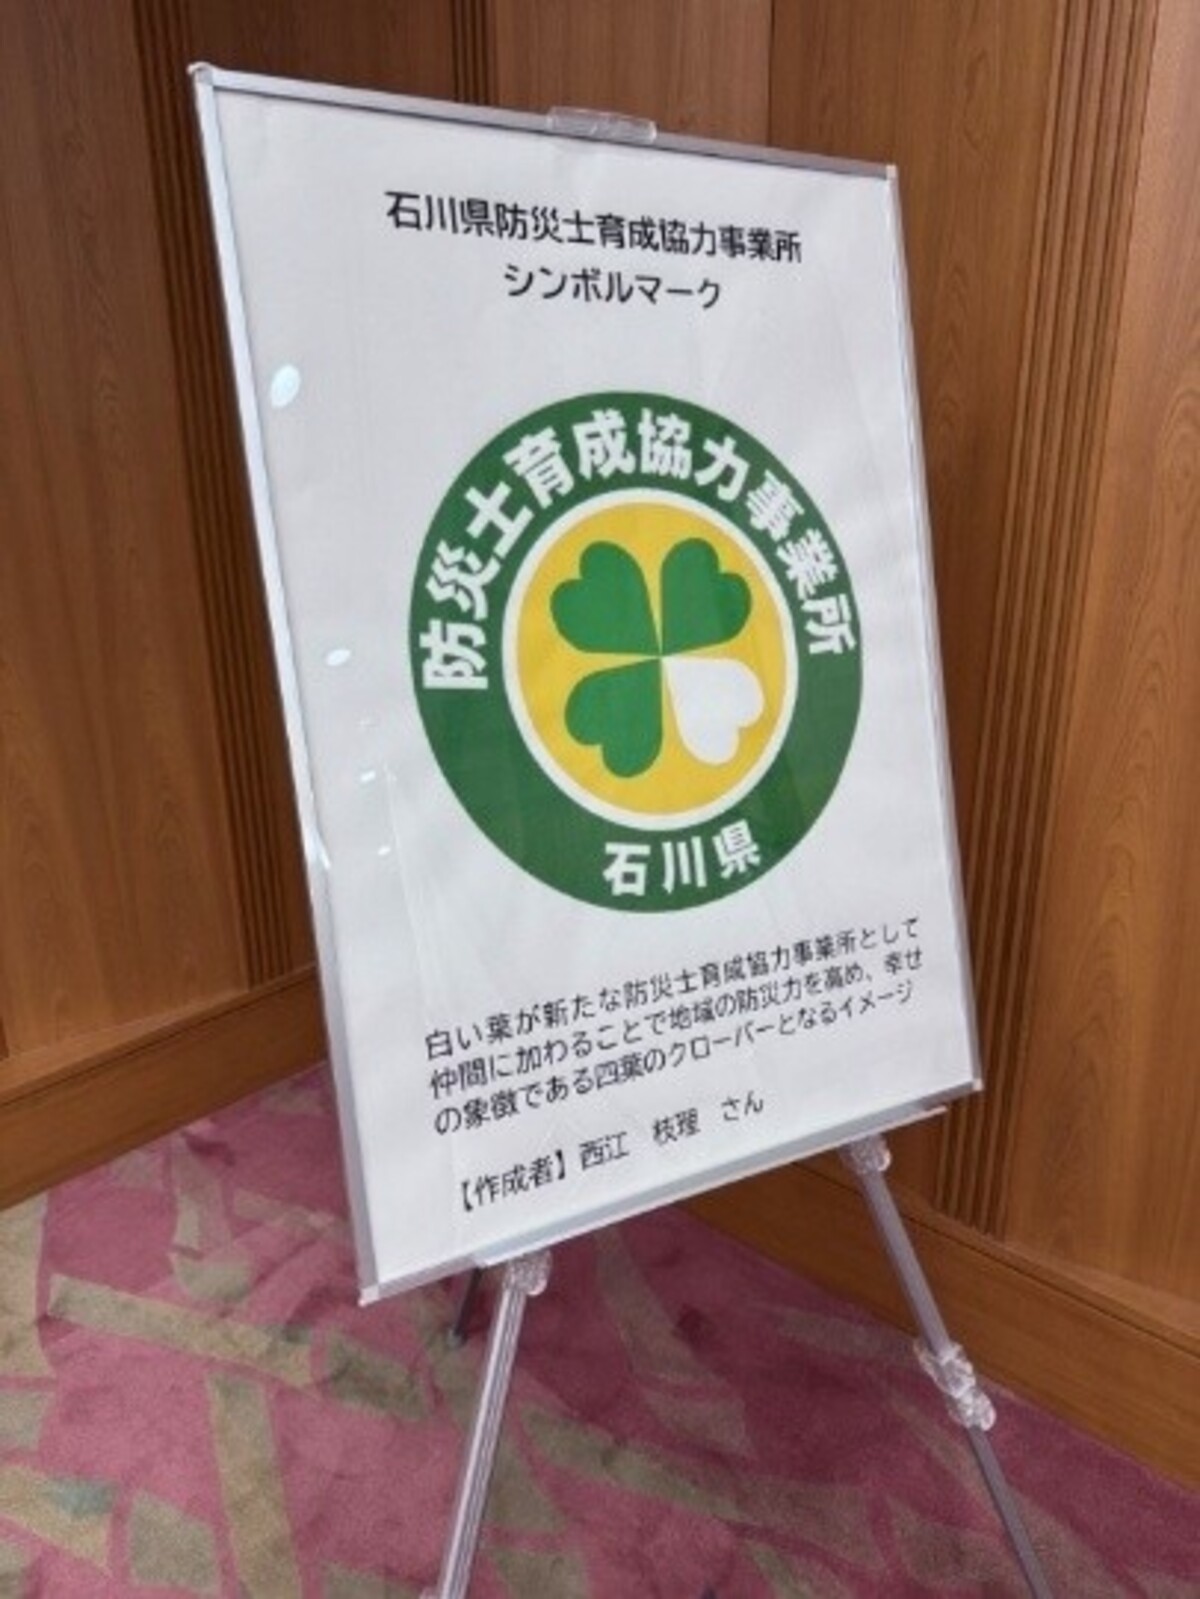 石川県防災士育成協力事業所
シンボルマーク
防災士育成協力事業所
石川県
白い葉が新たな防災士育成協力事業所として
仲間に加わることで地域の防災力を高め、幸せ
の象徴である四葉のクローバーとなるイメージ
【作成者】西江 枝理 さん